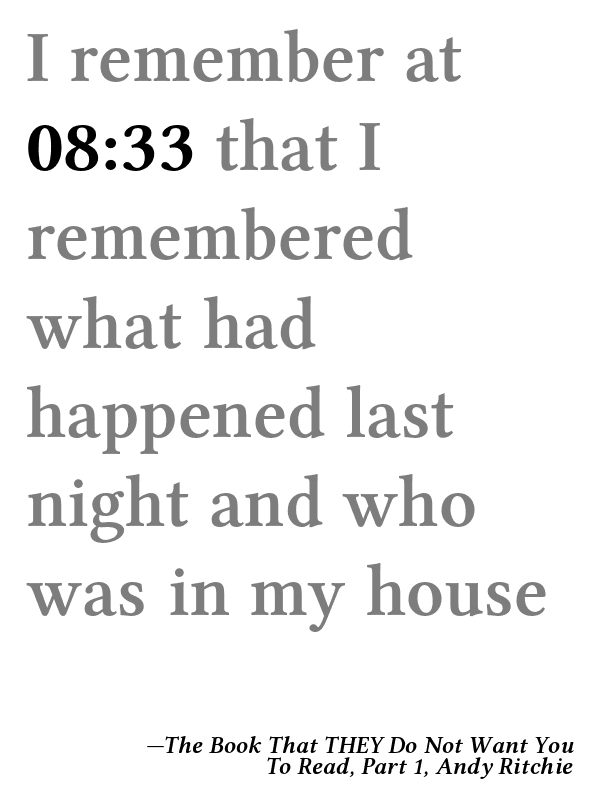 I remember at
08:33 that I
remembered
what had
happened last
night and who
was in my house
—The Book That THEY Do Not Want You
To Read, Part 1, Andy Ritchie